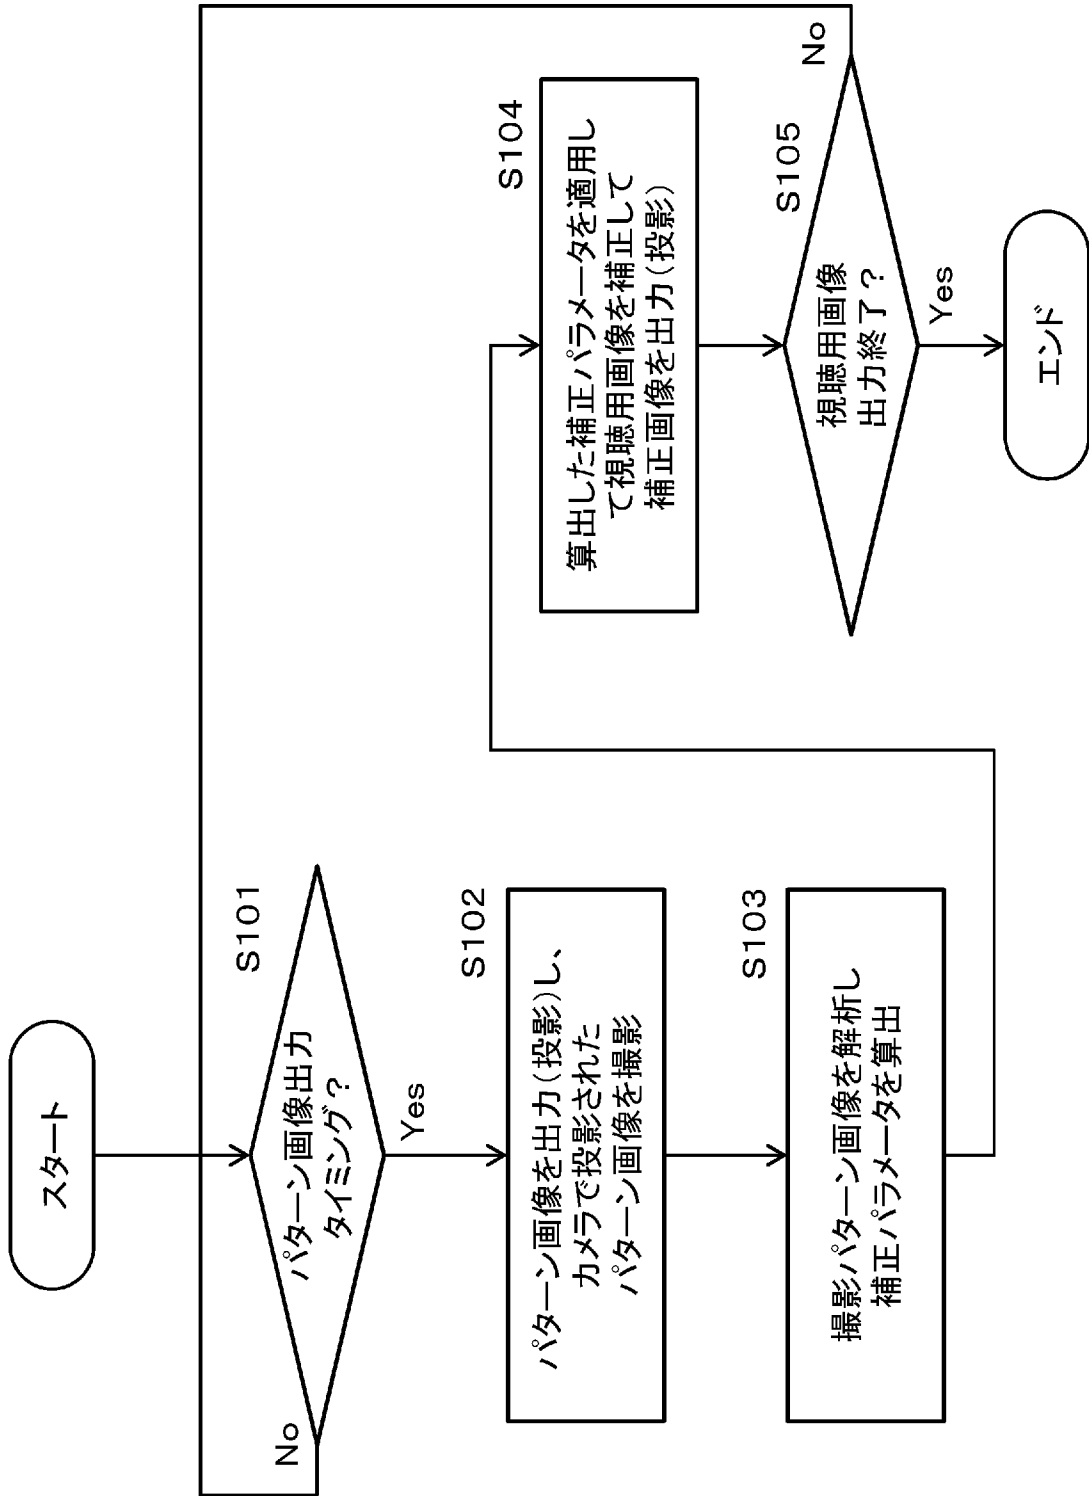 スタート
S101
パターン画像出力
タイミング？
No
Yes
S102
パターン画像を出力(投影)し、
カメラで投影された
パターン画像を撮影
S103
撮影パターン画像を解析し
補正パラメータを算出
S104
算出した補正パラメータを適用し
て視聴用画像を補正して
補正画像を出力(投影)
S105
視聴用画像
出力終了？
No
Yes
エンド